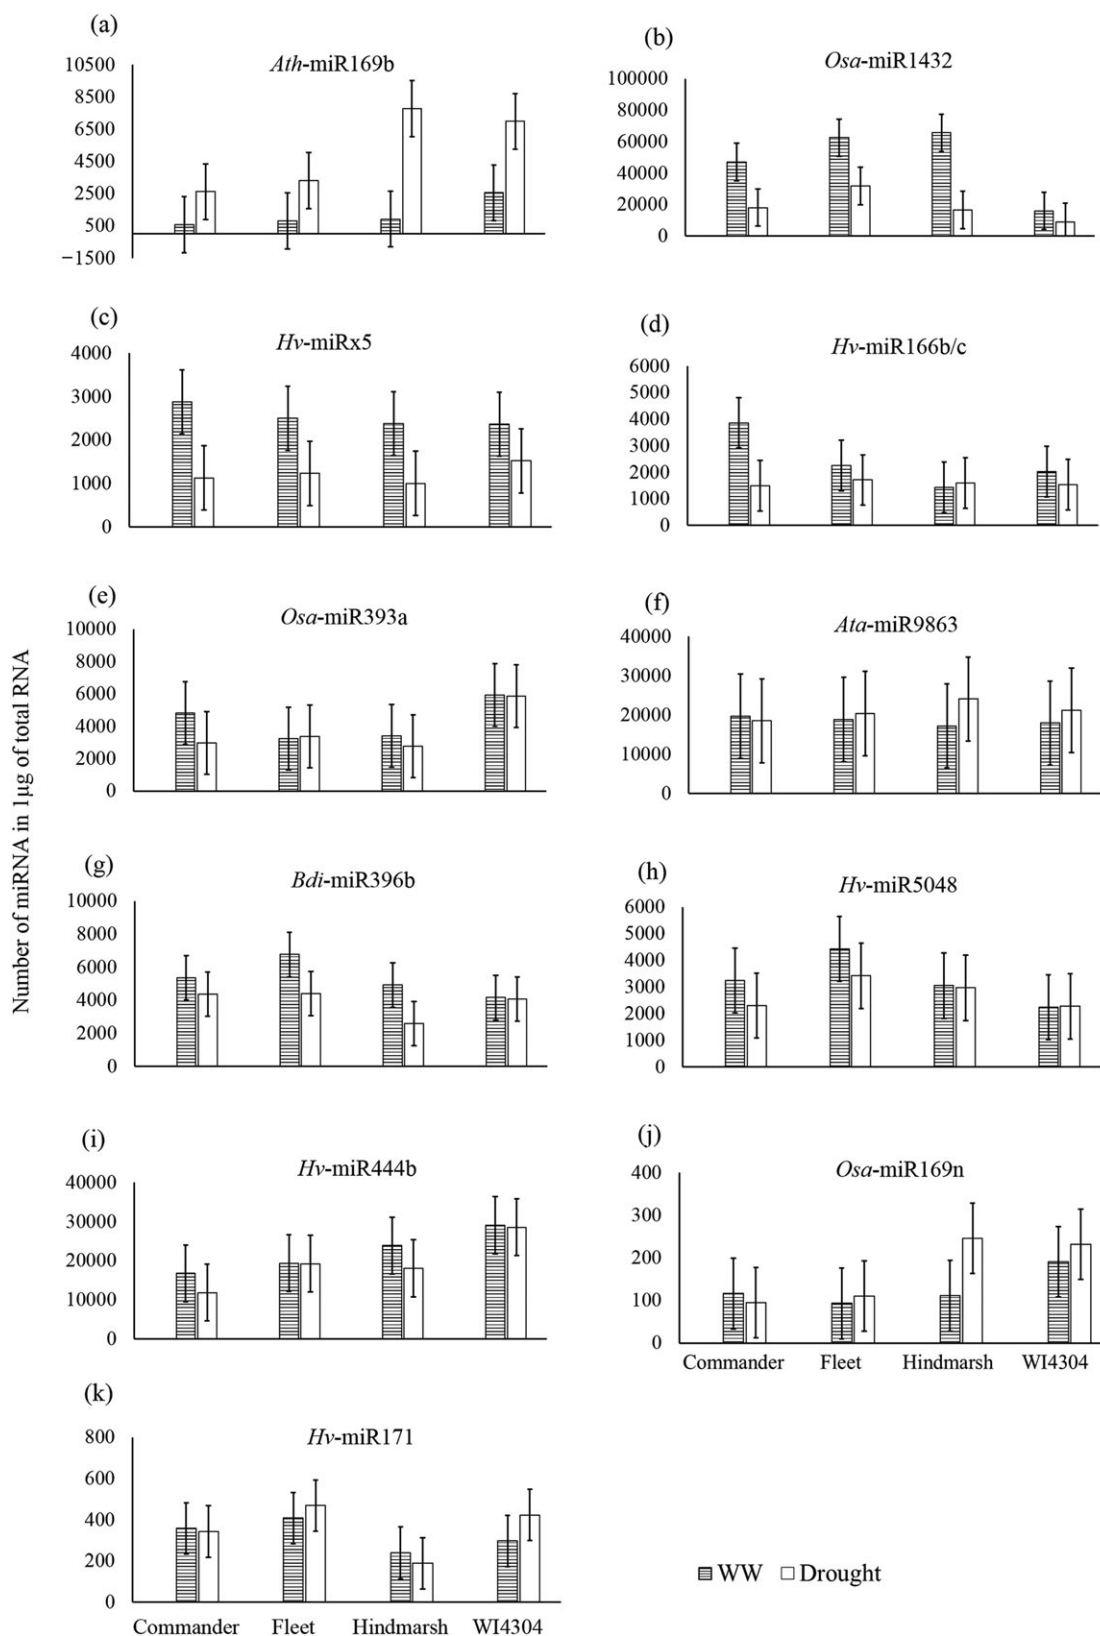 (a)
Ath-miR169b
10500
8500
6500
4500
2500
500
−1500
(b)
Osa-miR1432
100000
80000
60000
40000
20000
0
(c)
Hv-miRx5
4000
3000
2000
1000
0
(d)
Hv-miR166b/c
6000
5000
4000
3000
2000
1000
0
Number of miRNA in 1µg of total RNA
(e)
Osa-miR393a
10000
8000
6000
4000
2000
0
(f)
Ata-miR9863
40000
30000
20000
10000
0
(g)
Bdi-miR396b
10000
8000
6000
4000
2000
0
(h)
Hv-miR5048
6000
5000
4000
3000
2000
1000
0
(i)
Hv-miR444b
40000
30000
20000
10000
0
(j)
Osa-miR169n
400
300
200
100
0
Commander Fleet Hindmarsh WI4304
(k)
Hv-miR171
800
600
400
200
0
Commander Fleet Hindmarsh WI4304
WW Drought